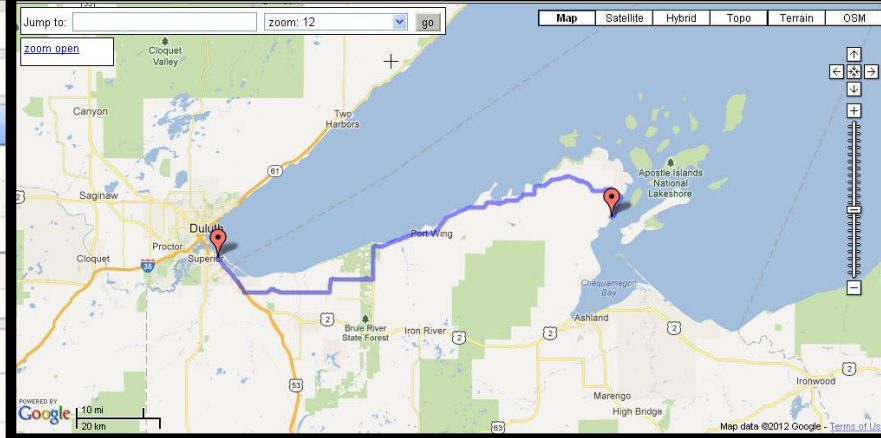 Jump to:
zoom: 12
go
Map
Satellite
Hybrid
Topo
Terrain
OSM
zoom open
Cloquet
Valley
Canyon
Two
Harbors
61
Apostle Islands
National
Lakeshore
2
Saginaw
Duluth
Port Wing
Proctor
Superior
Cloquet
35
Chequamegon
Bay
2
Brule River
State Forest
Iron River
2
Ashland
2
2
53
Ironwood
2
Marengo
High Bridge
63
POWERED BY
Google
10 mi
20 km
Map data ©2012 Google - Terms of Us